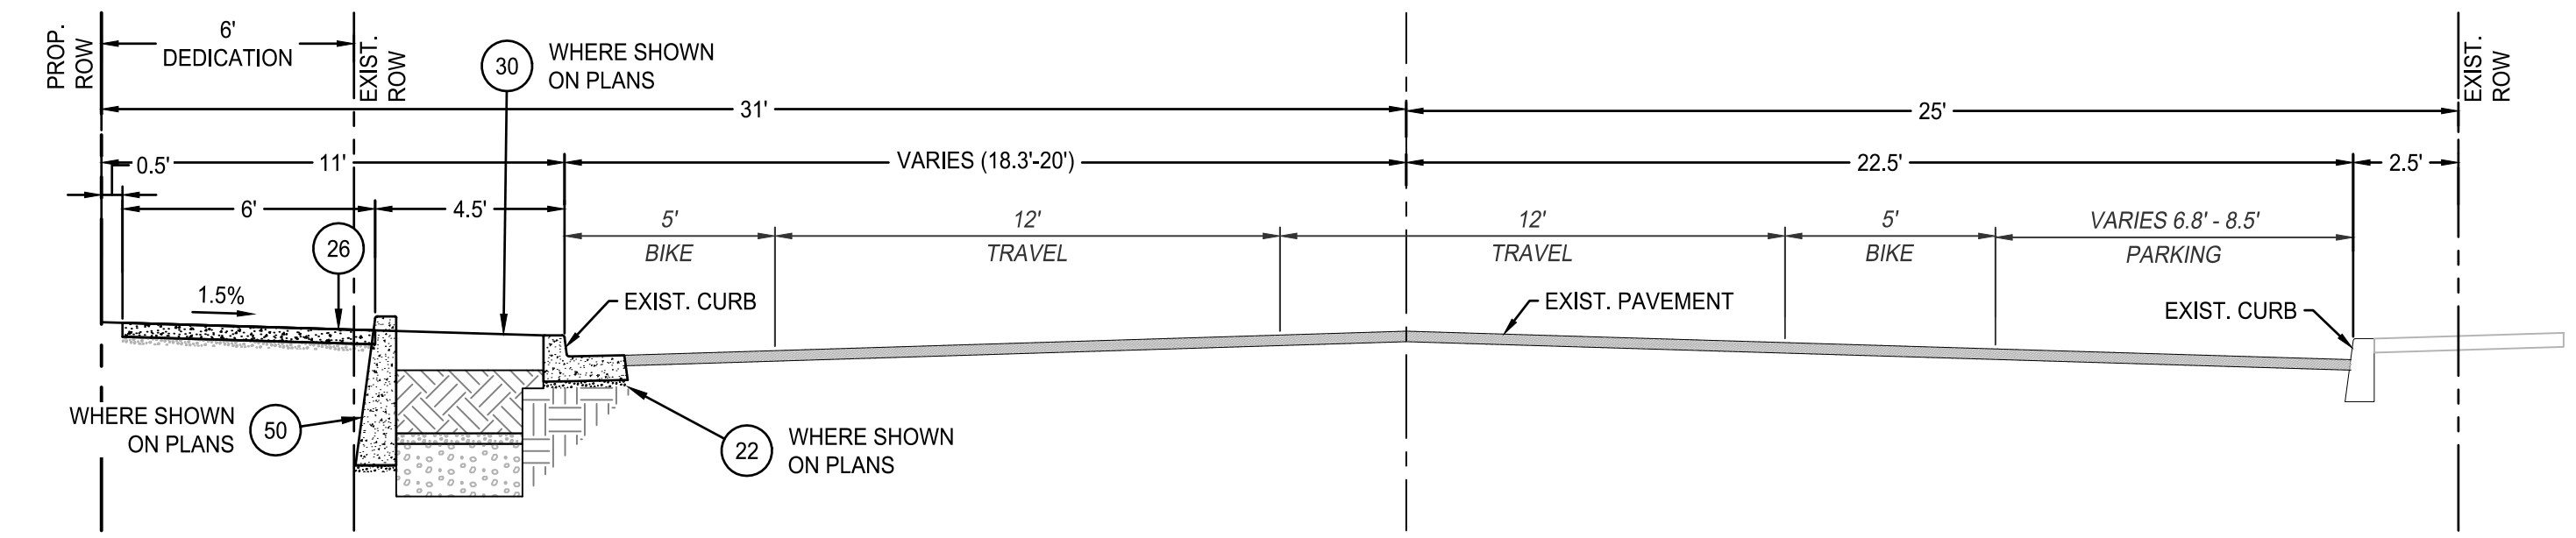 PROP.
ROW
6'
DEDICATION
EXIST.
ROW
30
WHERE SHOWN
ON PLANS
EXIST.
ROW
31'
25'
0.5'
11'
VARIES (18.3'-20')
22.5'
2.5'
6'
4.5'
5'
BIKE
12'
TRAVEL
12'
TRAVEL
5'
BIKE
VARIES 6.8' - 8.5'
PARKING
26
1.5%
EXIST. CURB
EXIST. PAVEMENT
EXIST. CURB
WHERE SHOWN
ON PLANS
50
22
WHERE SHOWN
ON PLANS